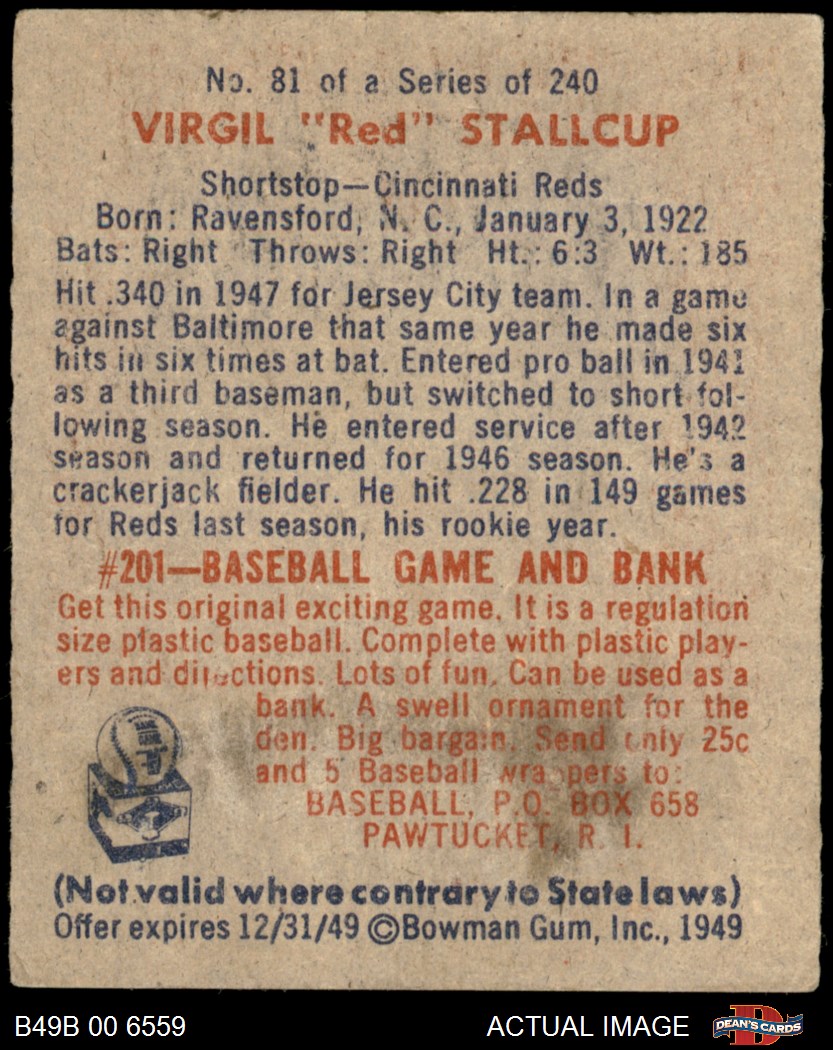 No. 81 of a Series of 240
VIRGIL "Red" STALLCUP
Shortstop—Cincinnati Reds
Born: Ravensford, N. C., January 3, 1922
Bats: Right Throws: Right Ht.: 6:3 Wt.: 185
Hit .340 in 1947 for Jersey City team. In a game
against Baltimore that same year he made six
hits in six times at bat. Entered pro ball in 1941
as a third baseman, but switched to short fol-
lowing season. He entered service after 1942
season and returned for 1946 season. He's a
crackerjack fielder. He hit .228 in 149 games
for Reds last season, his rookie year.
#201—BASEBALL GAME AND BANK
Get this original exciting game. It is a regulation
size plastic baseball. Complete with plastic play-
ers and directions. Lots of fun. Can be used as a
bank. A swell ornament for the
den. Big bargain. Send only 25c
and 5 Baseball wrappers to:
BASEBALL, P.O. BOX 658
PAWTUCKET, R. I.
(Not valid where contrary to State laws)
Offer expires 12/31/49 ©Bowman Gum, Inc., 1949
B49B 00 6559 ACTUAL IMAGE DEAN'S CARDS